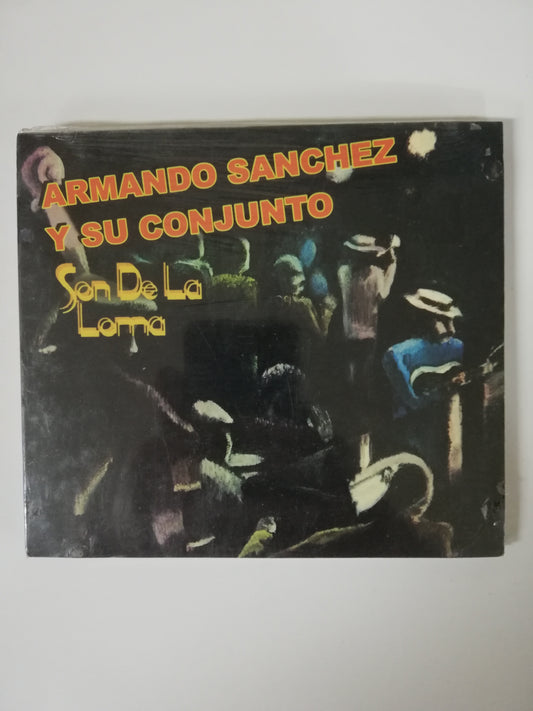 ARMANDO SANCHEZ
Y SU CONJUNTO
Son De La
Loma